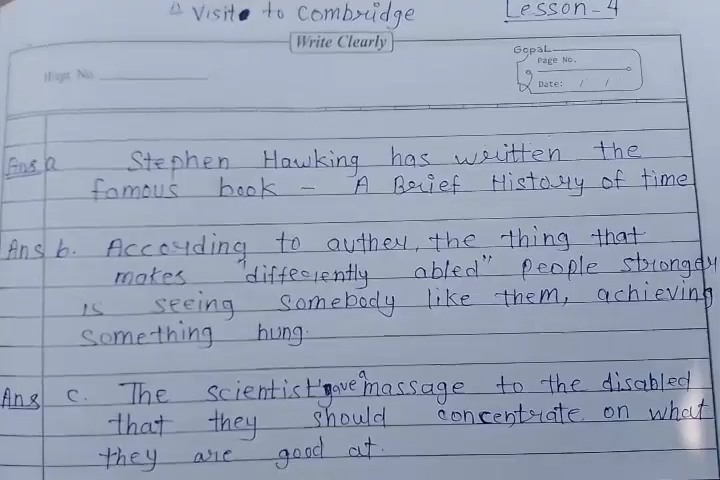 A Visit to Combridge Lesson-4
Write Clearly
Gopal
Page No.
Date: / /
Ans a Stephen Hawking has written the
famous book - A Brief History of time
Ans b. According to auther, the thing that
makes "differently abled" people stronger
is seeing somebody like them, achieving
something hung.
Ans c. The scientist gave a massage to the disabled
that they should concentrate on what
they are good at.